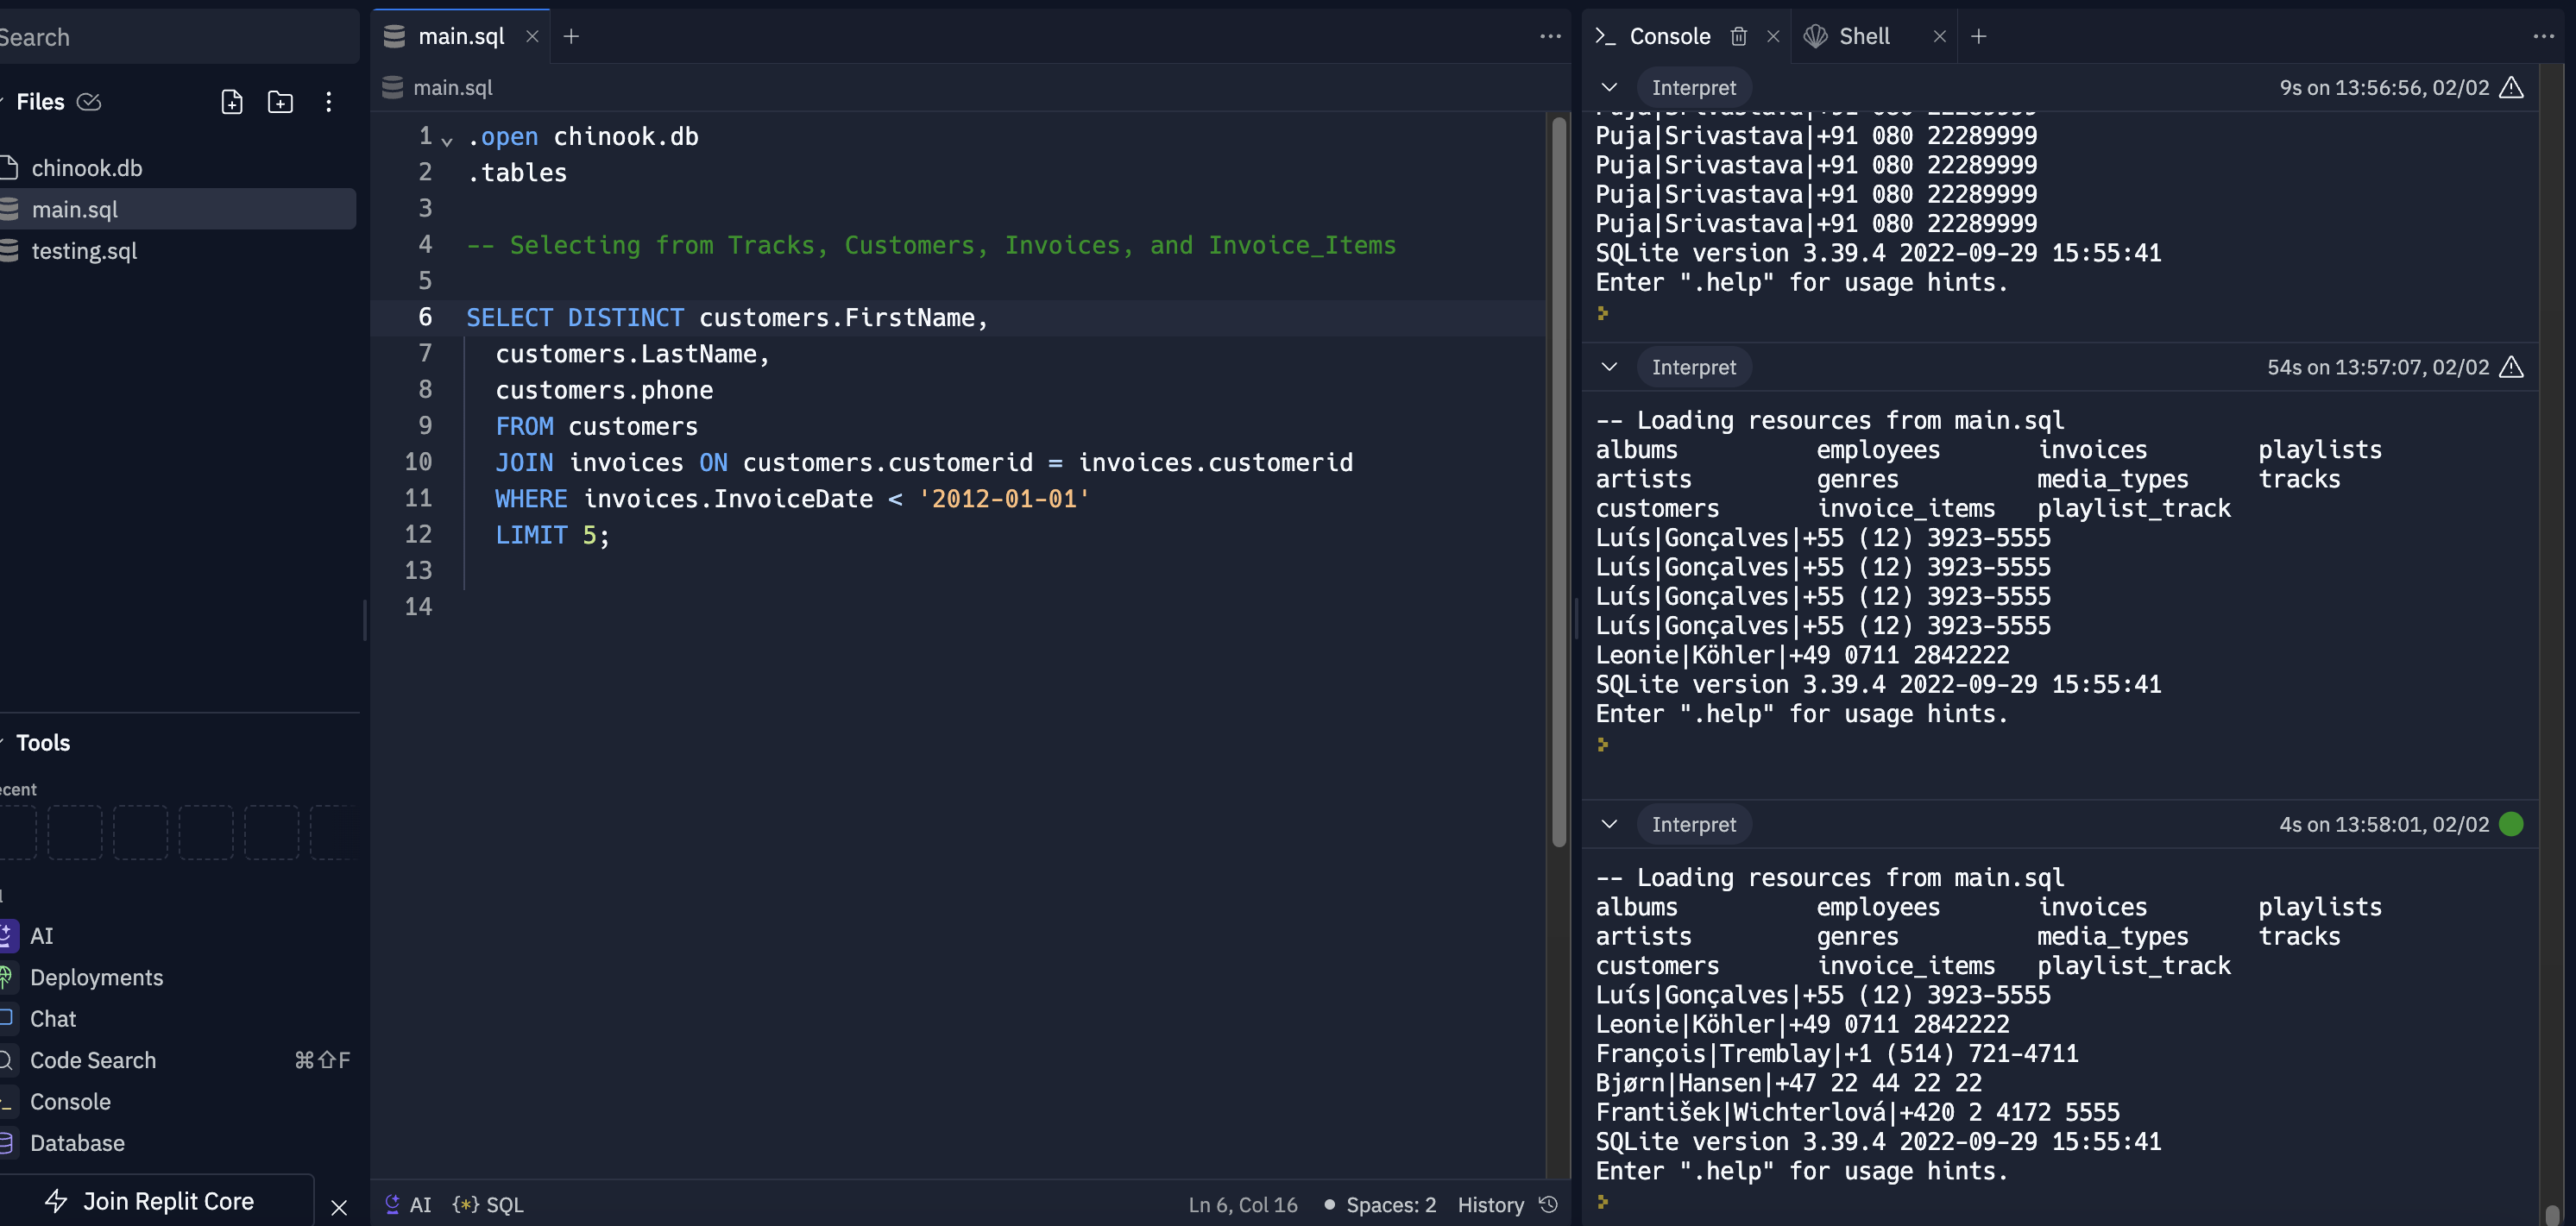 Search
Files
chinook.db
main.sql
testing.sql
Tools
AI
Deployments
Chat
Code Search ⌘⇧F
Console
Database
Join Replit Core
main.sql
main.sql
1 .open chinook.db
2 .tables
3
4 -- Selecting from Tracks, Customers, Invoices, and Invoice_Items
5
6 SELECT DISTINCT customers.FirstName,
7 customers.LastName,
8 customers.phone
9 FROM customers
10 JOIN invoices ON customers.customerid = invoices.customerid
11 WHERE invoices.InvoiceDate < '2012-01-01'
12 LIMIT 5;
13
14
AI {*} SQL Ln 6, Col 16 • Spaces: 2 History
Console Shell
Interpret 9s on 13:56:56, 02/02
Puja|Srivastava|+91 080 22289999
Puja|Srivastava|+91 080 22289999
Puja|Srivastava|+91 080 22289999
Puja|Srivastava|+91 080 22289999
Puja|Srivastava|+91 080 22289999
SQLite version 3.39.4 2022-09-29 15:55:41
Enter ".help" for usage hints.
Interpret 54s on 13:57:07, 02/02
-- Loading resources from main.sql
albums employees invoices playlists
artists genres media_types tracks
customers invoice_items playlist_track
Luís|Gonçalves|+55 (12) 3923-5555
Luís|Gonçalves|+55 (12) 3923-5555
Luís|Gonçalves|+55 (12) 3923-5555
Luís|Gonçalves|+55 (12) 3923-5555
Leonie|Köhler|+49 0711 2842222
SQLite version 3.39.4 2022-09-29 15:55:41
Enter ".help" for usage hints.
Interpret 4s on 13:58:01, 02/02
-- Loading resources from main.sql
albums employees invoices playlists
artists genres media_types tracks
customers invoice_items playlist_track
Luís|Gonçalves|+55 (12) 3923-5555
Leonie|Köhler|+49 0711 2842222
François|Tremblay|+1 (514) 721-4711
Bjørn|Hansen|+47 22 44 22 22
František|Wichterlová|+420 2 4172 5555
SQLite version 3.39.4 2022-09-29 15:55:41
Enter ".help" for usage hints.